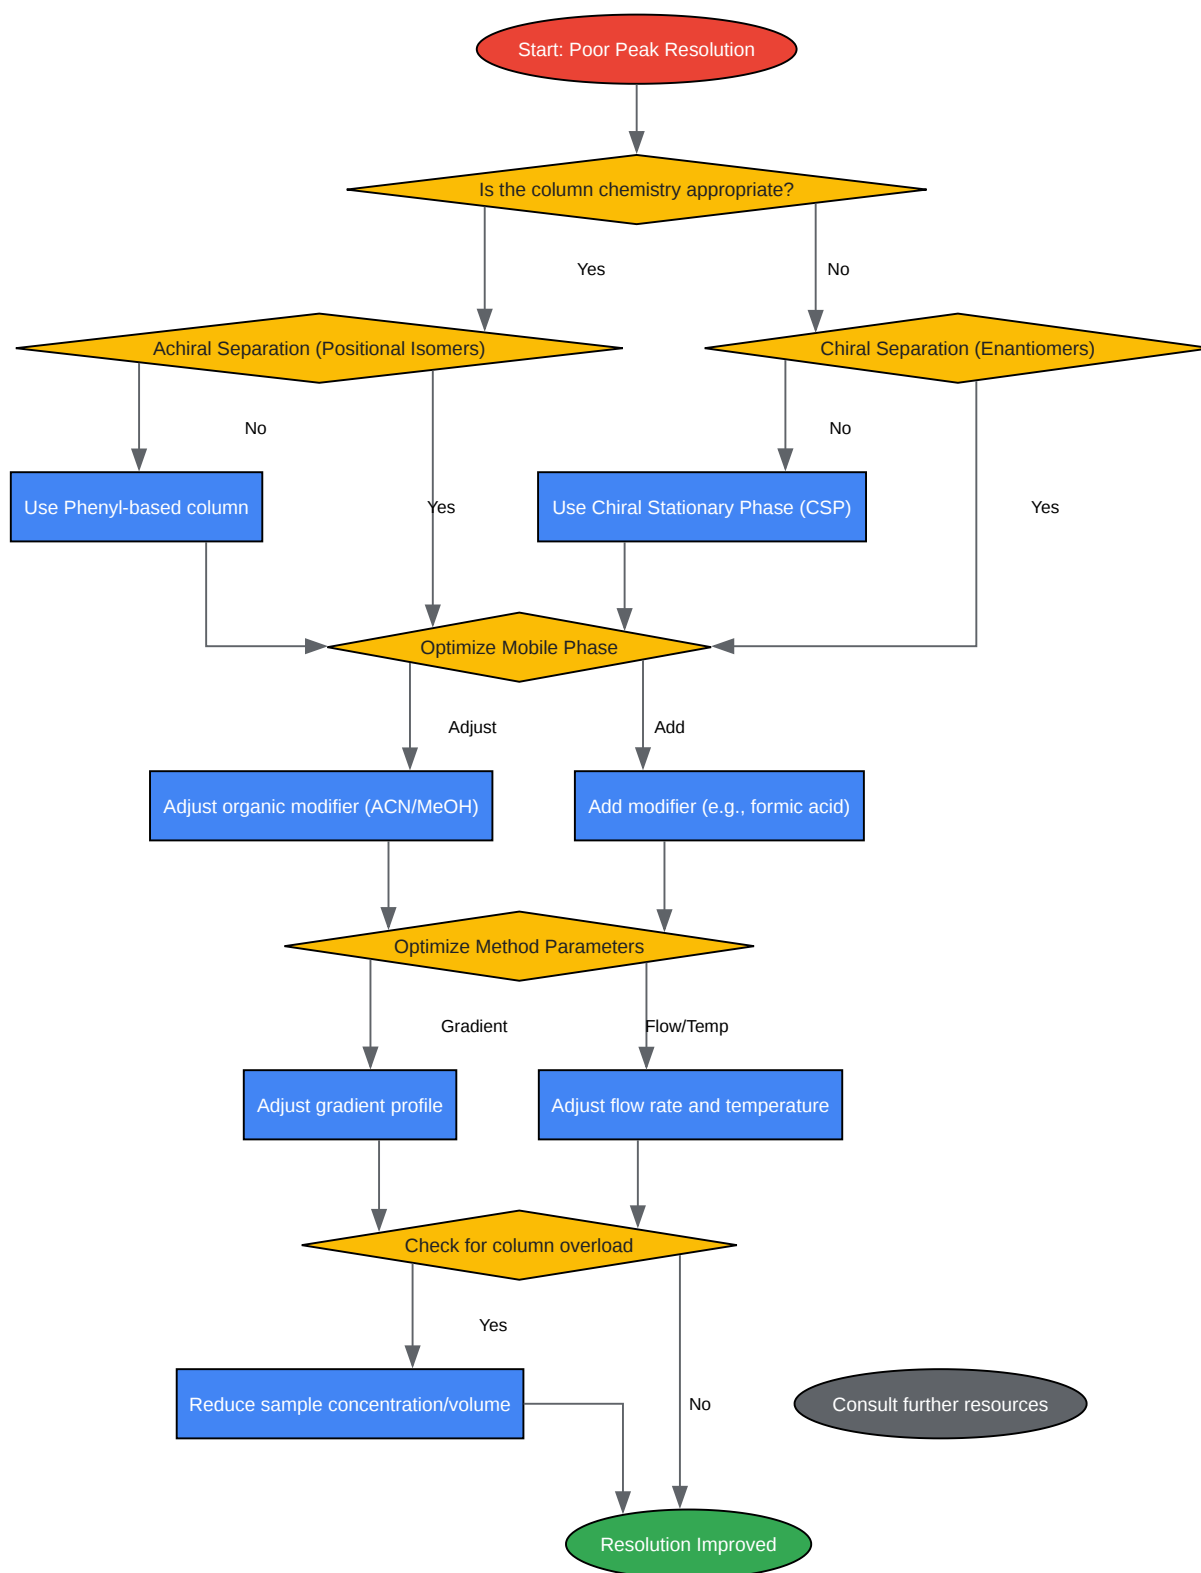 Start: Poor Peak Resolution
Is the column chemistry appropriate?
Yes
No
Achiral Separation (Positional Isomers)
Chiral Separation (Enantiomers)
No
No
Use Phenyl-based column
Yes
Use Chiral Stationary Phase (CSP)
Yes
Optimize Mobile Phase
Adjust
Add
Adjust organic modifier (ACN/MeOH)
Add modifier (e.g., formic acid)
Optimize Method Parameters
Gradient
Flow/Temp
Adjust gradient profile
Adjust flow rate and temperature
Check for column overload
Yes
Reduce sample concentration/volume
No
Consult further resources
Resolution Improved